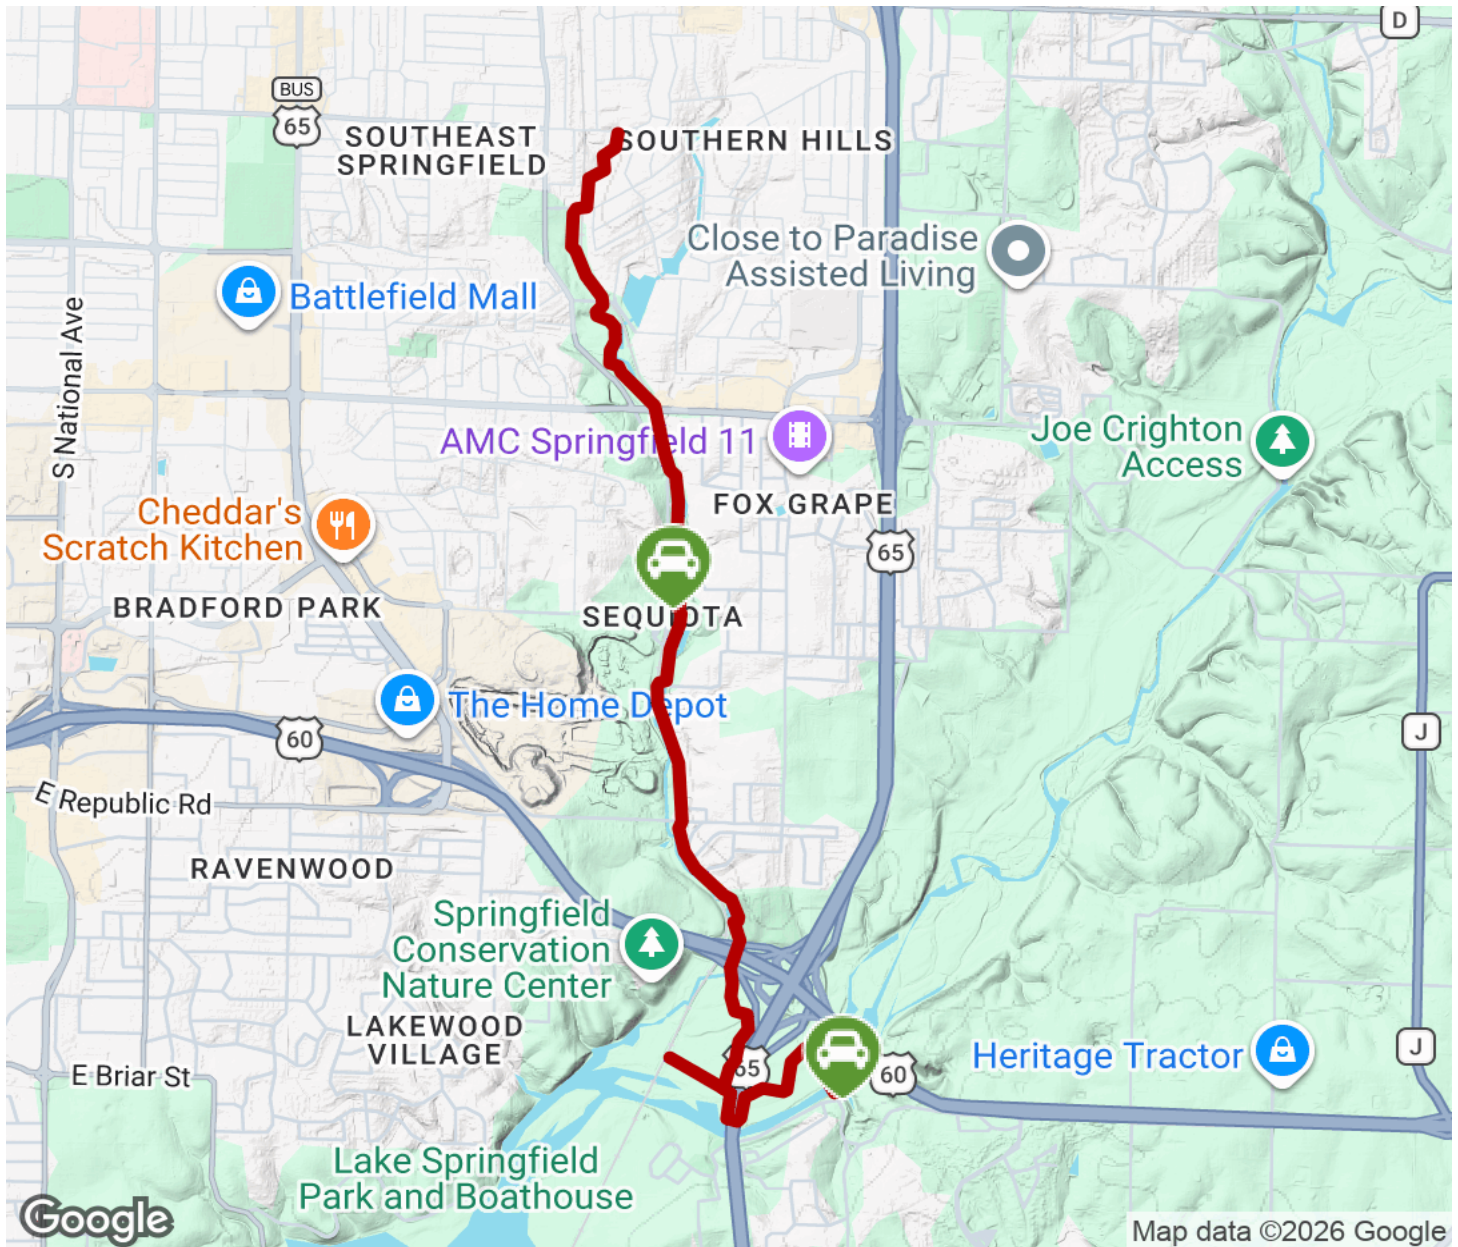 D
BUS
65
SOUTHEAST
SPRINGFIELD
SOUTHERN HILLS
Close to Paradise
Assisted Living
Battlefield Mall
S National Ave
AMC Springfield 11
Joe Crighton
Access
Cheddar's
Scratch Kitchen
FOX GRAPE
65
BRADFORD PARK
SEQUIOTA
The Home Depot
60
J
E Republic Rd
RAVENWOOD
Springfield
Conservation
Nature Center
LAKEWOOD
VILLAGE
E Briar St
65
60
Heritage Tractor
J
Lake Springfield
Park and Boathouse
Google
Map data ©2026 Google